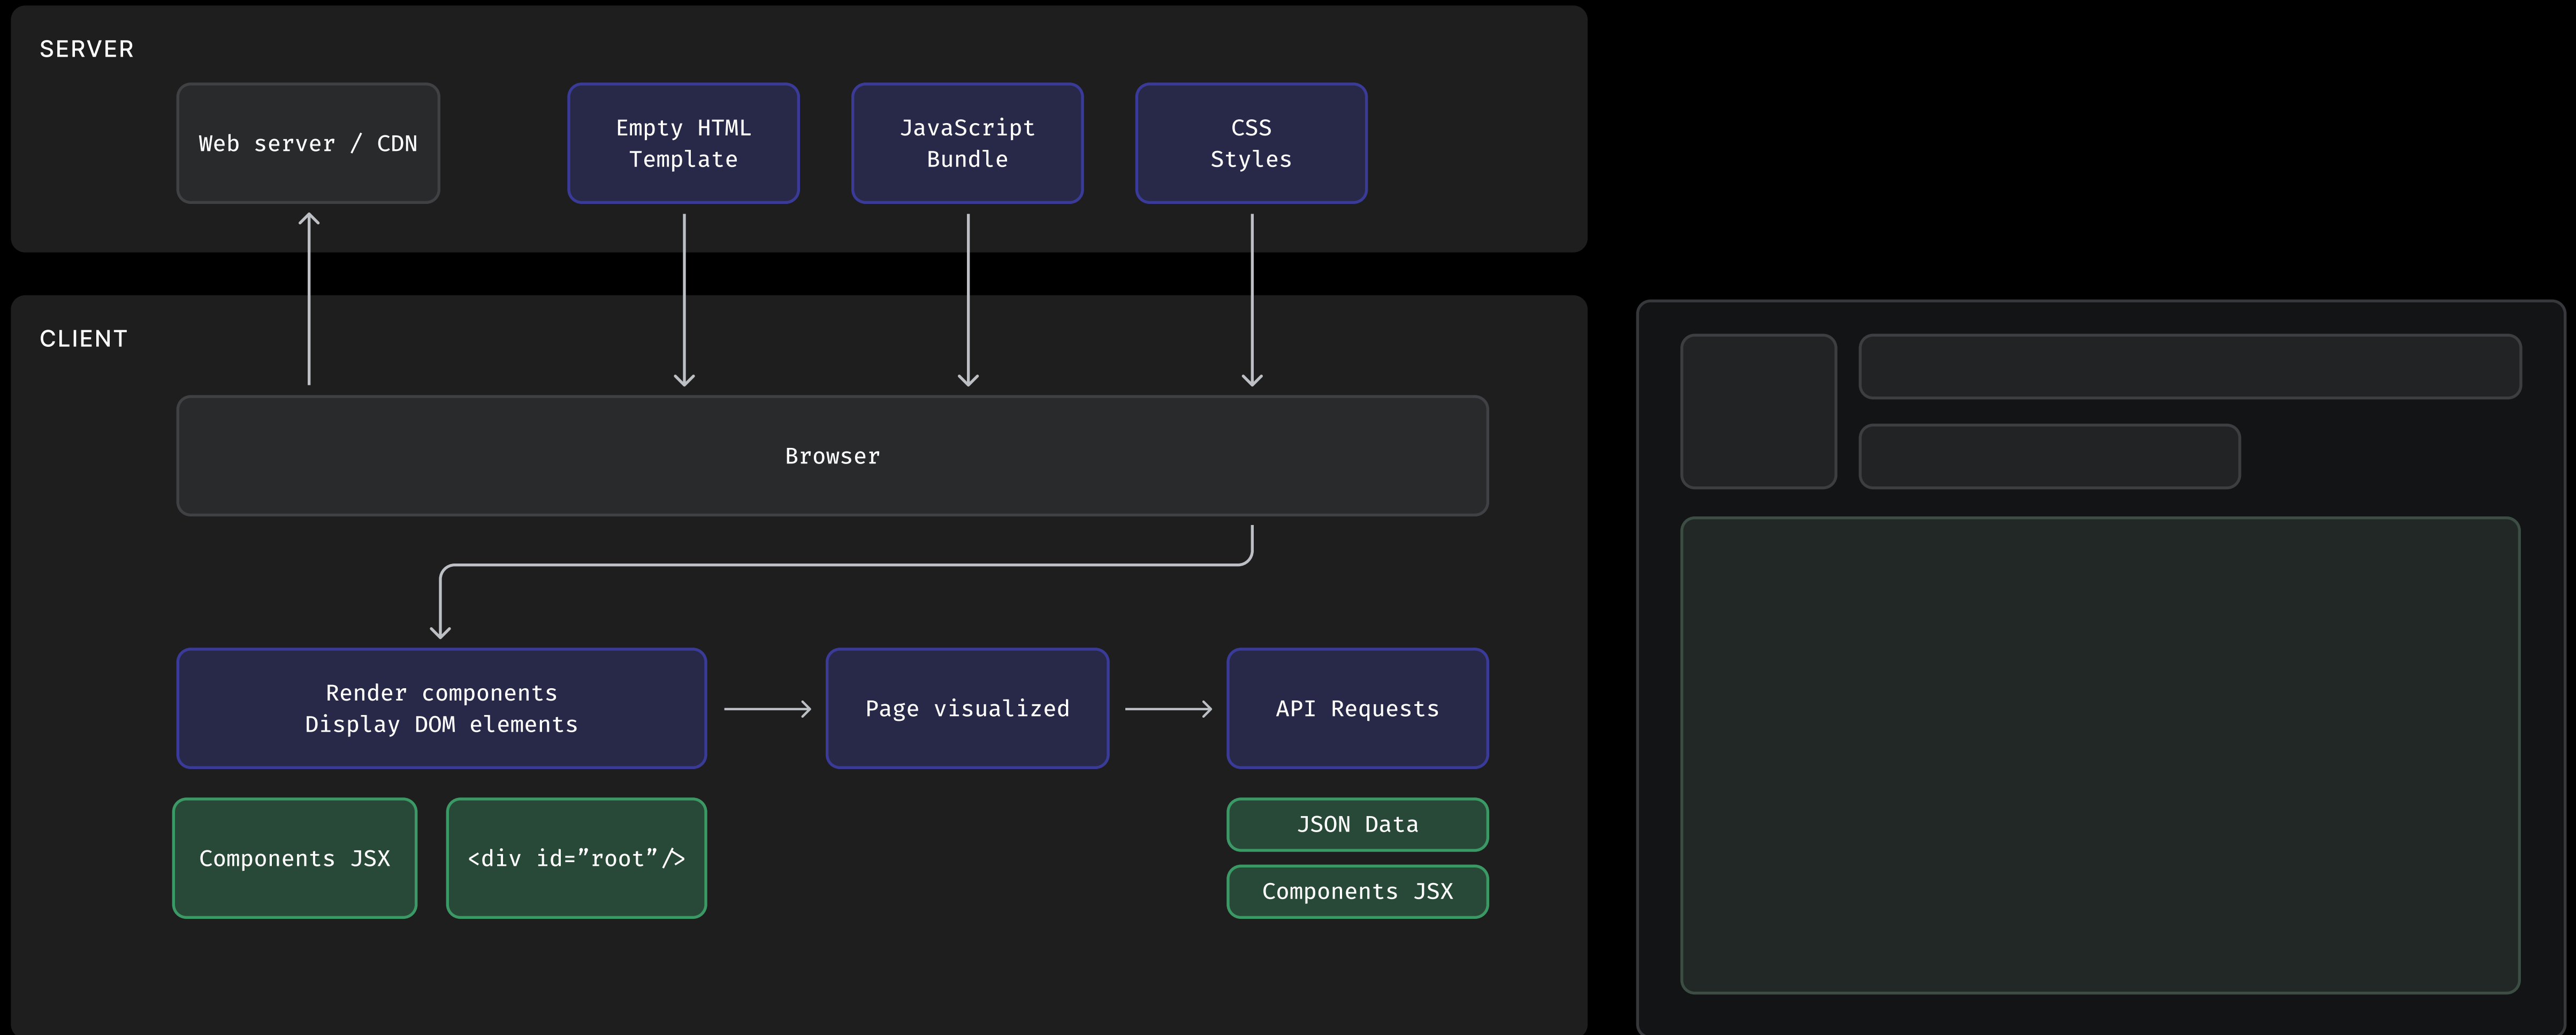 SERVER
Web server / CDN
Empty HTML
Template
JavaScript
Bundle
CSS
Styles
CLIENT
Browser
Render components
Display DOM elements
Page visualized
API Requests
Components JSX
<div id=”root”/>
JSON Data
Components JSX